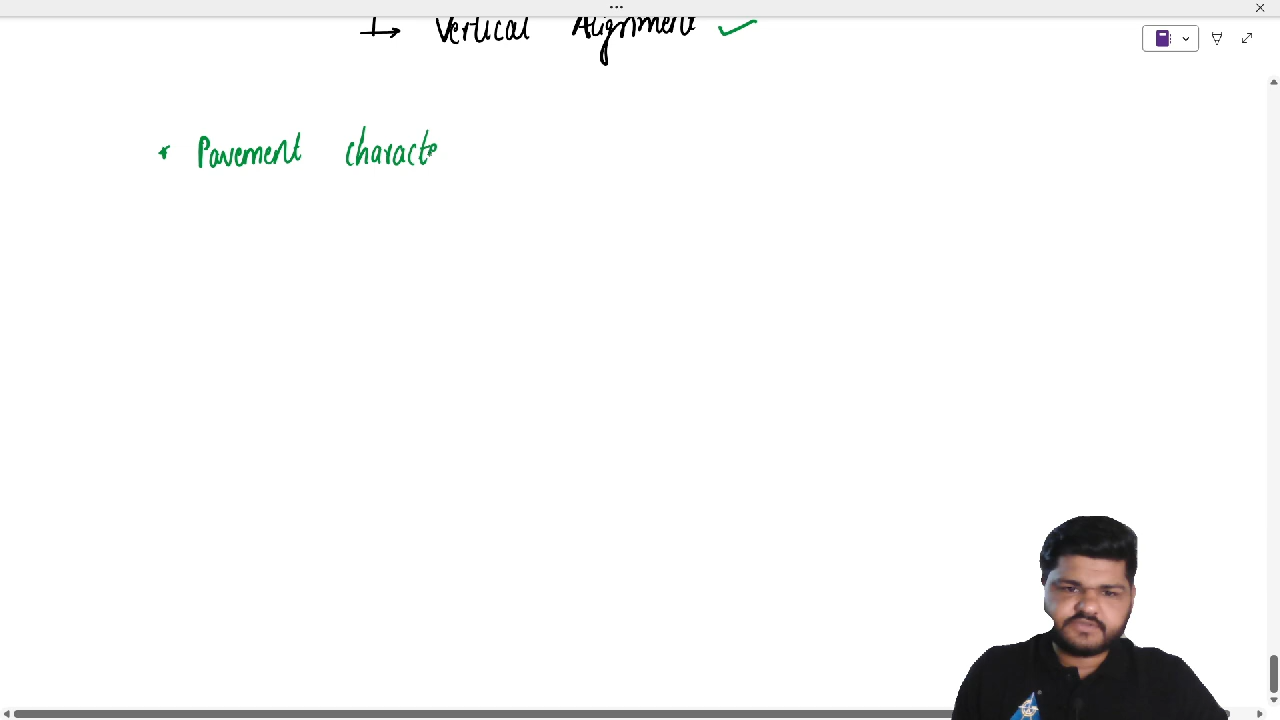 ↳ Vertical Alignment ✓
* Pavement characte